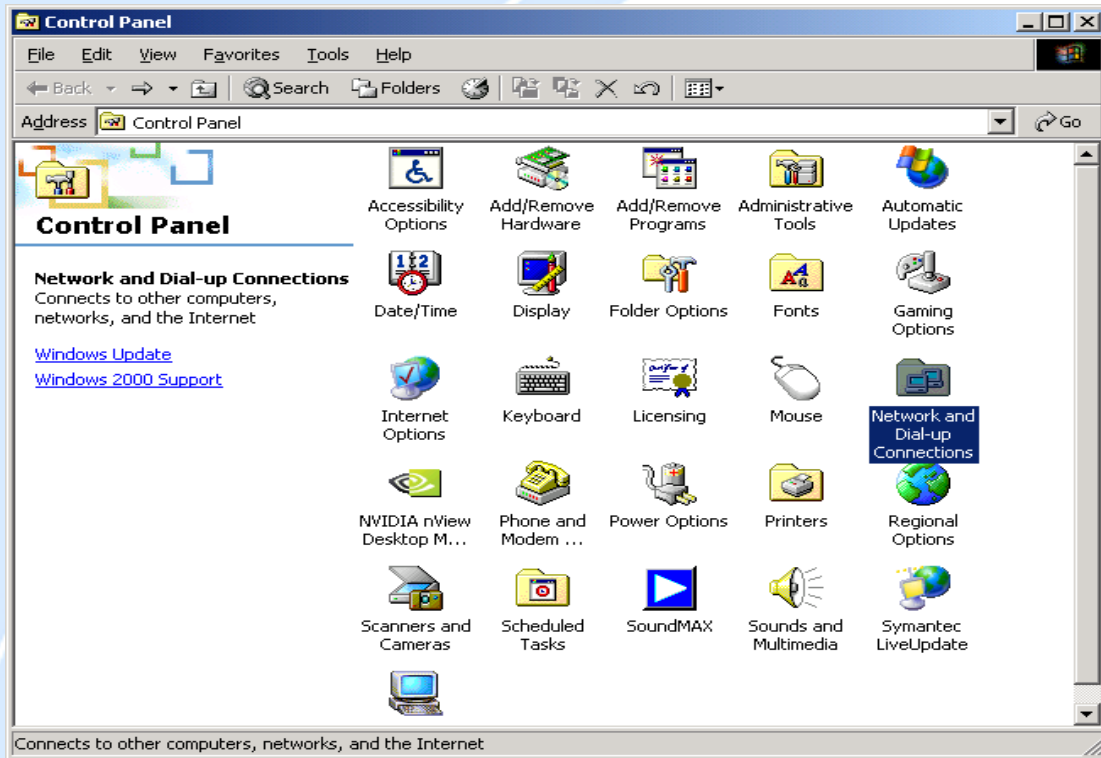 Control Panel
File Edit View Favorites Tools Help
Back Search Folders
Address Control Panel Go
Control Panel
Network and Dial-up Connections
Connects to other computers,
networks, and the Internet
Windows Update
Windows 2000 Support
Accessibility
Options
Add/Remove
Hardware
Add/Remove
Programs
Administrative
Tools
Automatic
Updates
Date/Time
Display
Folder Options
Fonts
Gaming
Options
Internet
Options
Keyboard
Licensing
Mouse
Network and
Dial-up
Connections
NVIDIA nView
Desktop M...
Phone and
Modem ...
Power Options
Printers
Regional
Options
Scanners and
Cameras
Scheduled
Tasks
SoundMAX
Sounds and
Multimedia
Symantec
LiveUpdate
Connects to other computers, networks, and the Internet